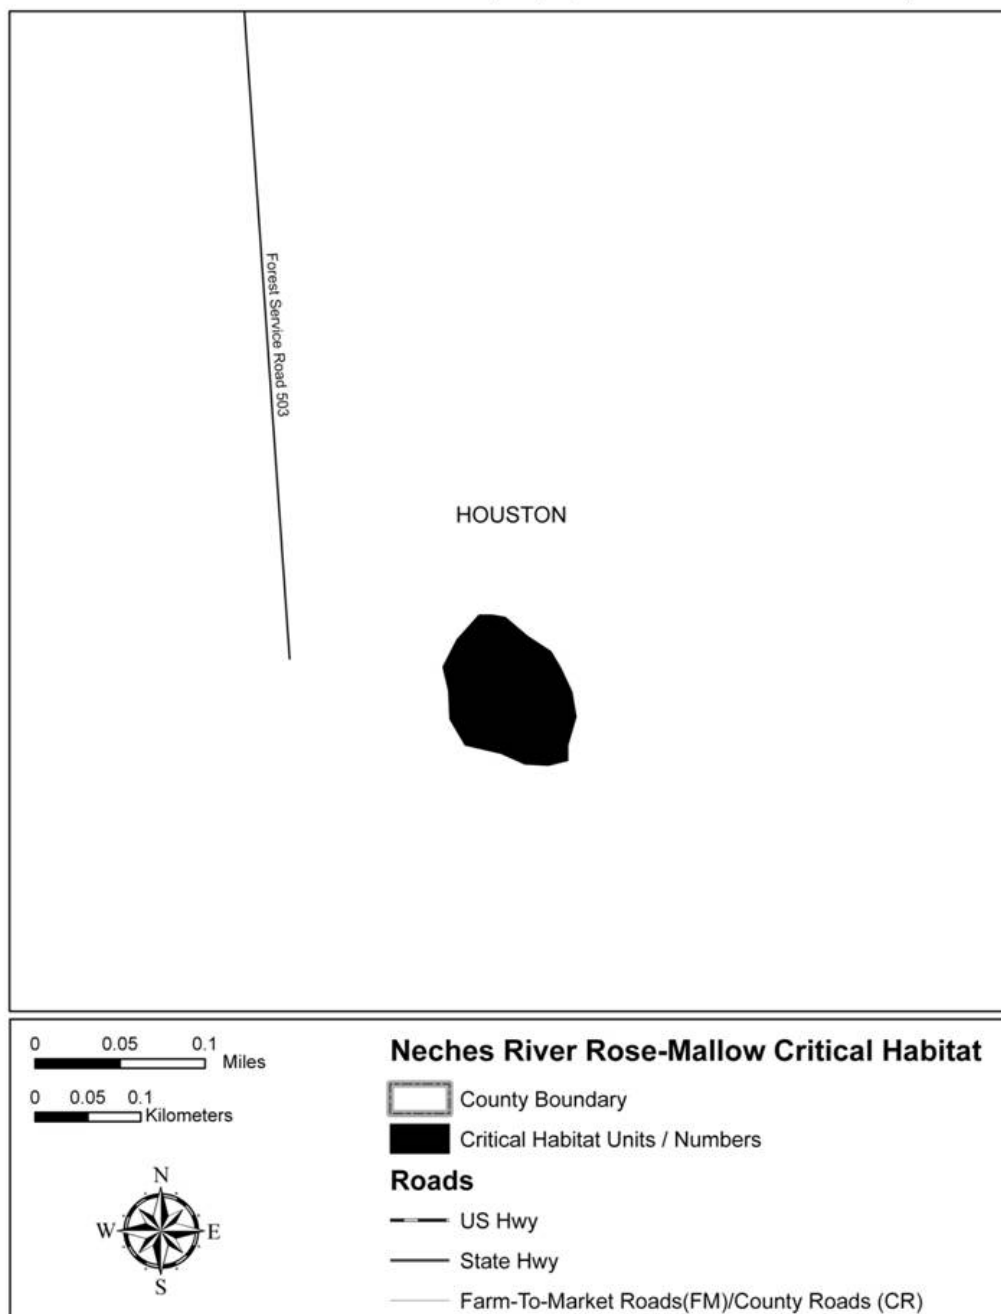 Forest Service Road 503
HOUSTON
0 0.05 0.1
Miles
0 0.05 0.1
Kilometers
N
W E
S
Neches River Rose-Mallow Critical Habitat
County Boundary
Critical Habitat Units / Numbers
Roads
US Hwy
State Hwy
Farm-To-Market Roads(FM)/County Roads (CR)